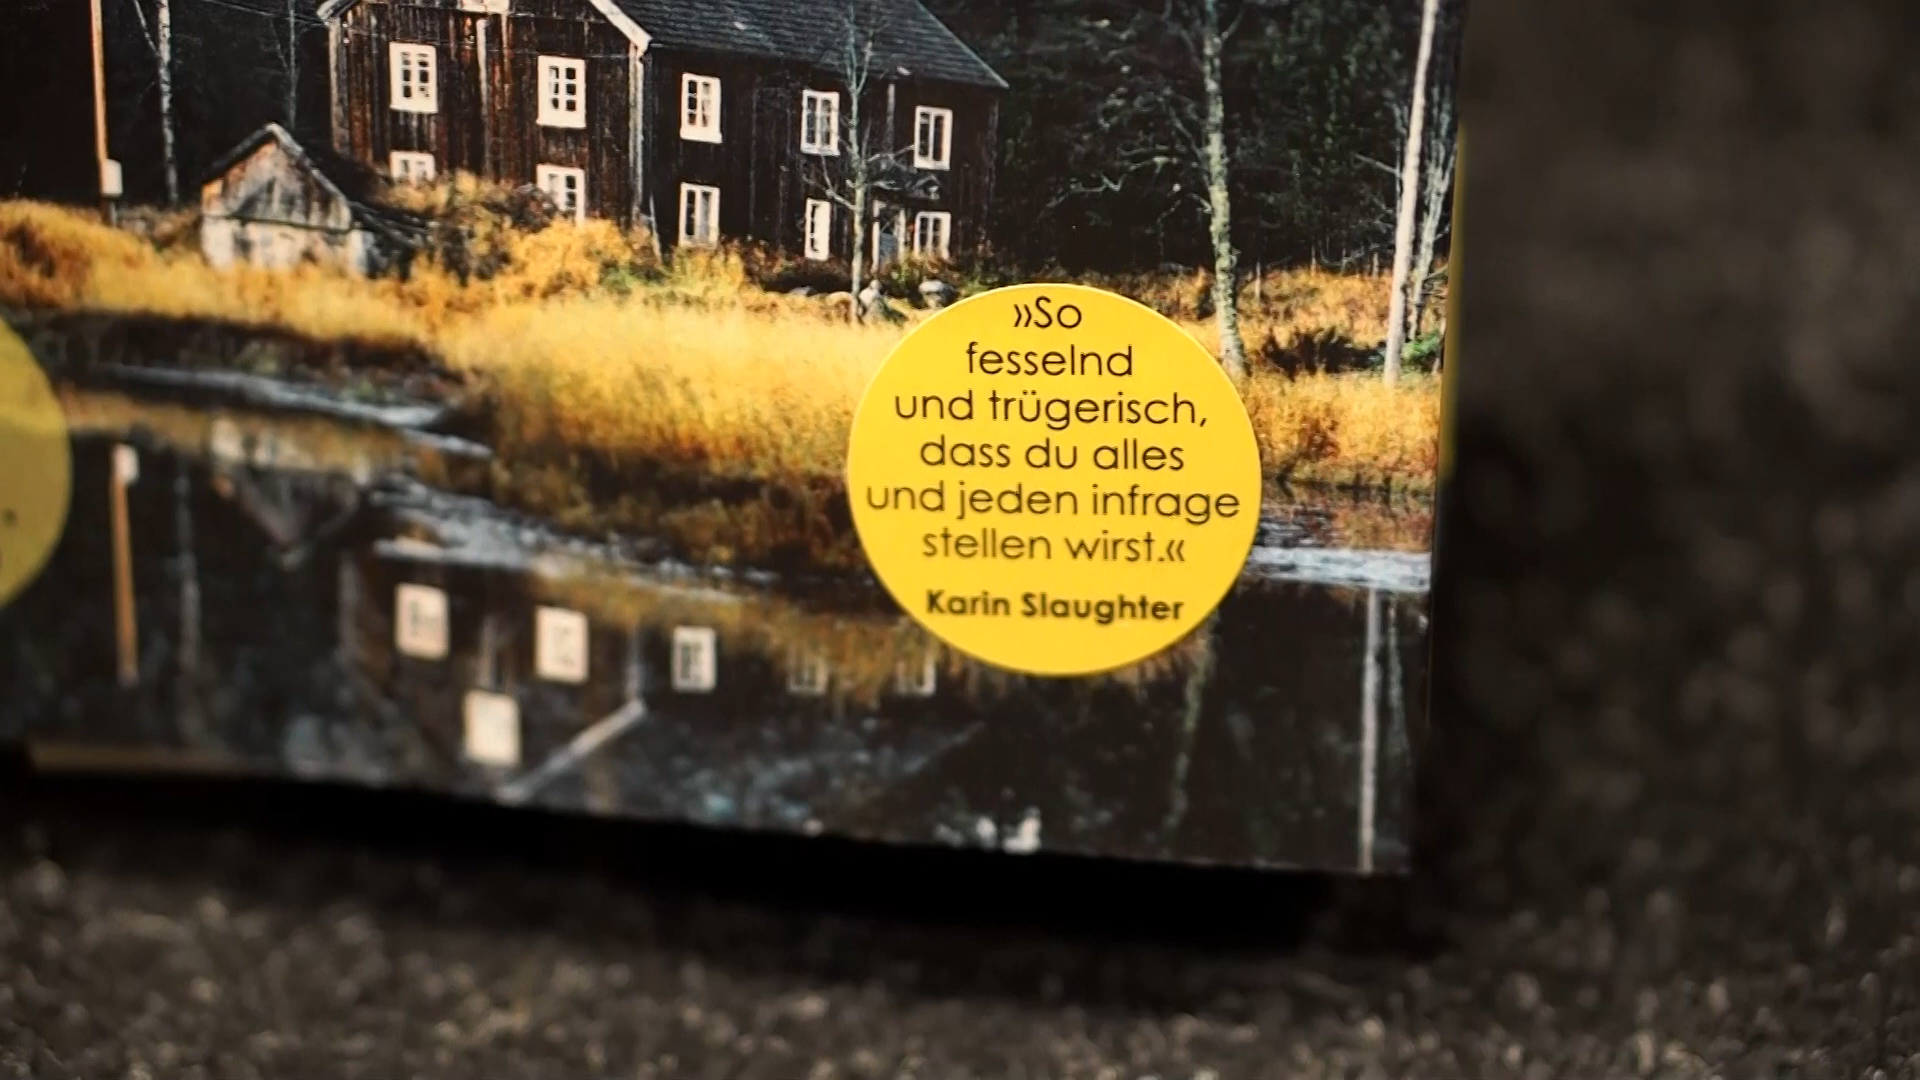 »So
fesselnd
und trügerisch,
dass du alles
und jeden infrage
stellen wirst.«
Karin Slaughter